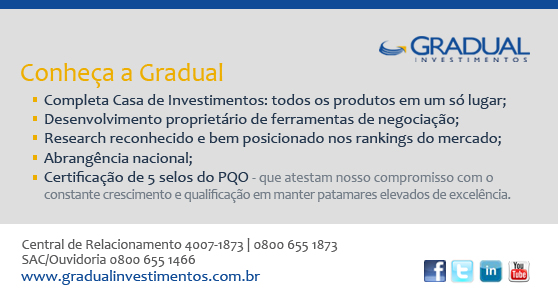 GRADUAL
INVESTIMENTOS
Conheça a Gradual
Completa Casa de Investimentos: todos os produtos em um só lugar;
Desenvolvimento proprietário de ferramentas de negociação;
Research reconhecido e bem posicionado nos rankings do mercado;
Abrangência nacional;
Certificação de 5 selos do PQO - que atestam nosso compromisso com o
constante crescimento e qualificação em manter patamares elevados de excelência.
Central de Relacionamento 4007-1873 | 0800 655 1873
SAC/Ouvidoria 0800 655 1466
www.gradualinvestimentos.com.br
f t in You Tube